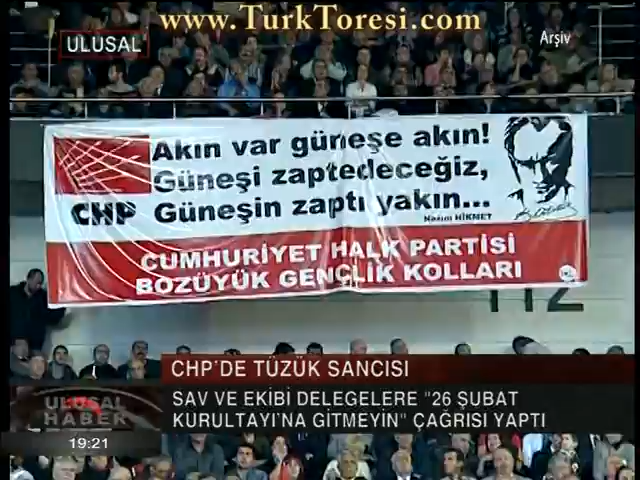 www.TurkToresi.com
ULUSAL
Arşiv
Akın var güneşe akın!
Güneşi zaptedeceğiz,
CHP Güneşin zaptı yakın...
Nazım HİKMET
CUMHURİYET HALK PARTİSİ
BOZÜYÜK GENÇLİK KOLLARI
112
CHP'DE TÜZÜK SANCISI
SAV VE EKİBİ DELEGELERE "26 ŞUBAT
KURULTAYI'NA GİTMEYİN" ÇAĞRISI YAPTI
ULUSAL
HABER
19:21